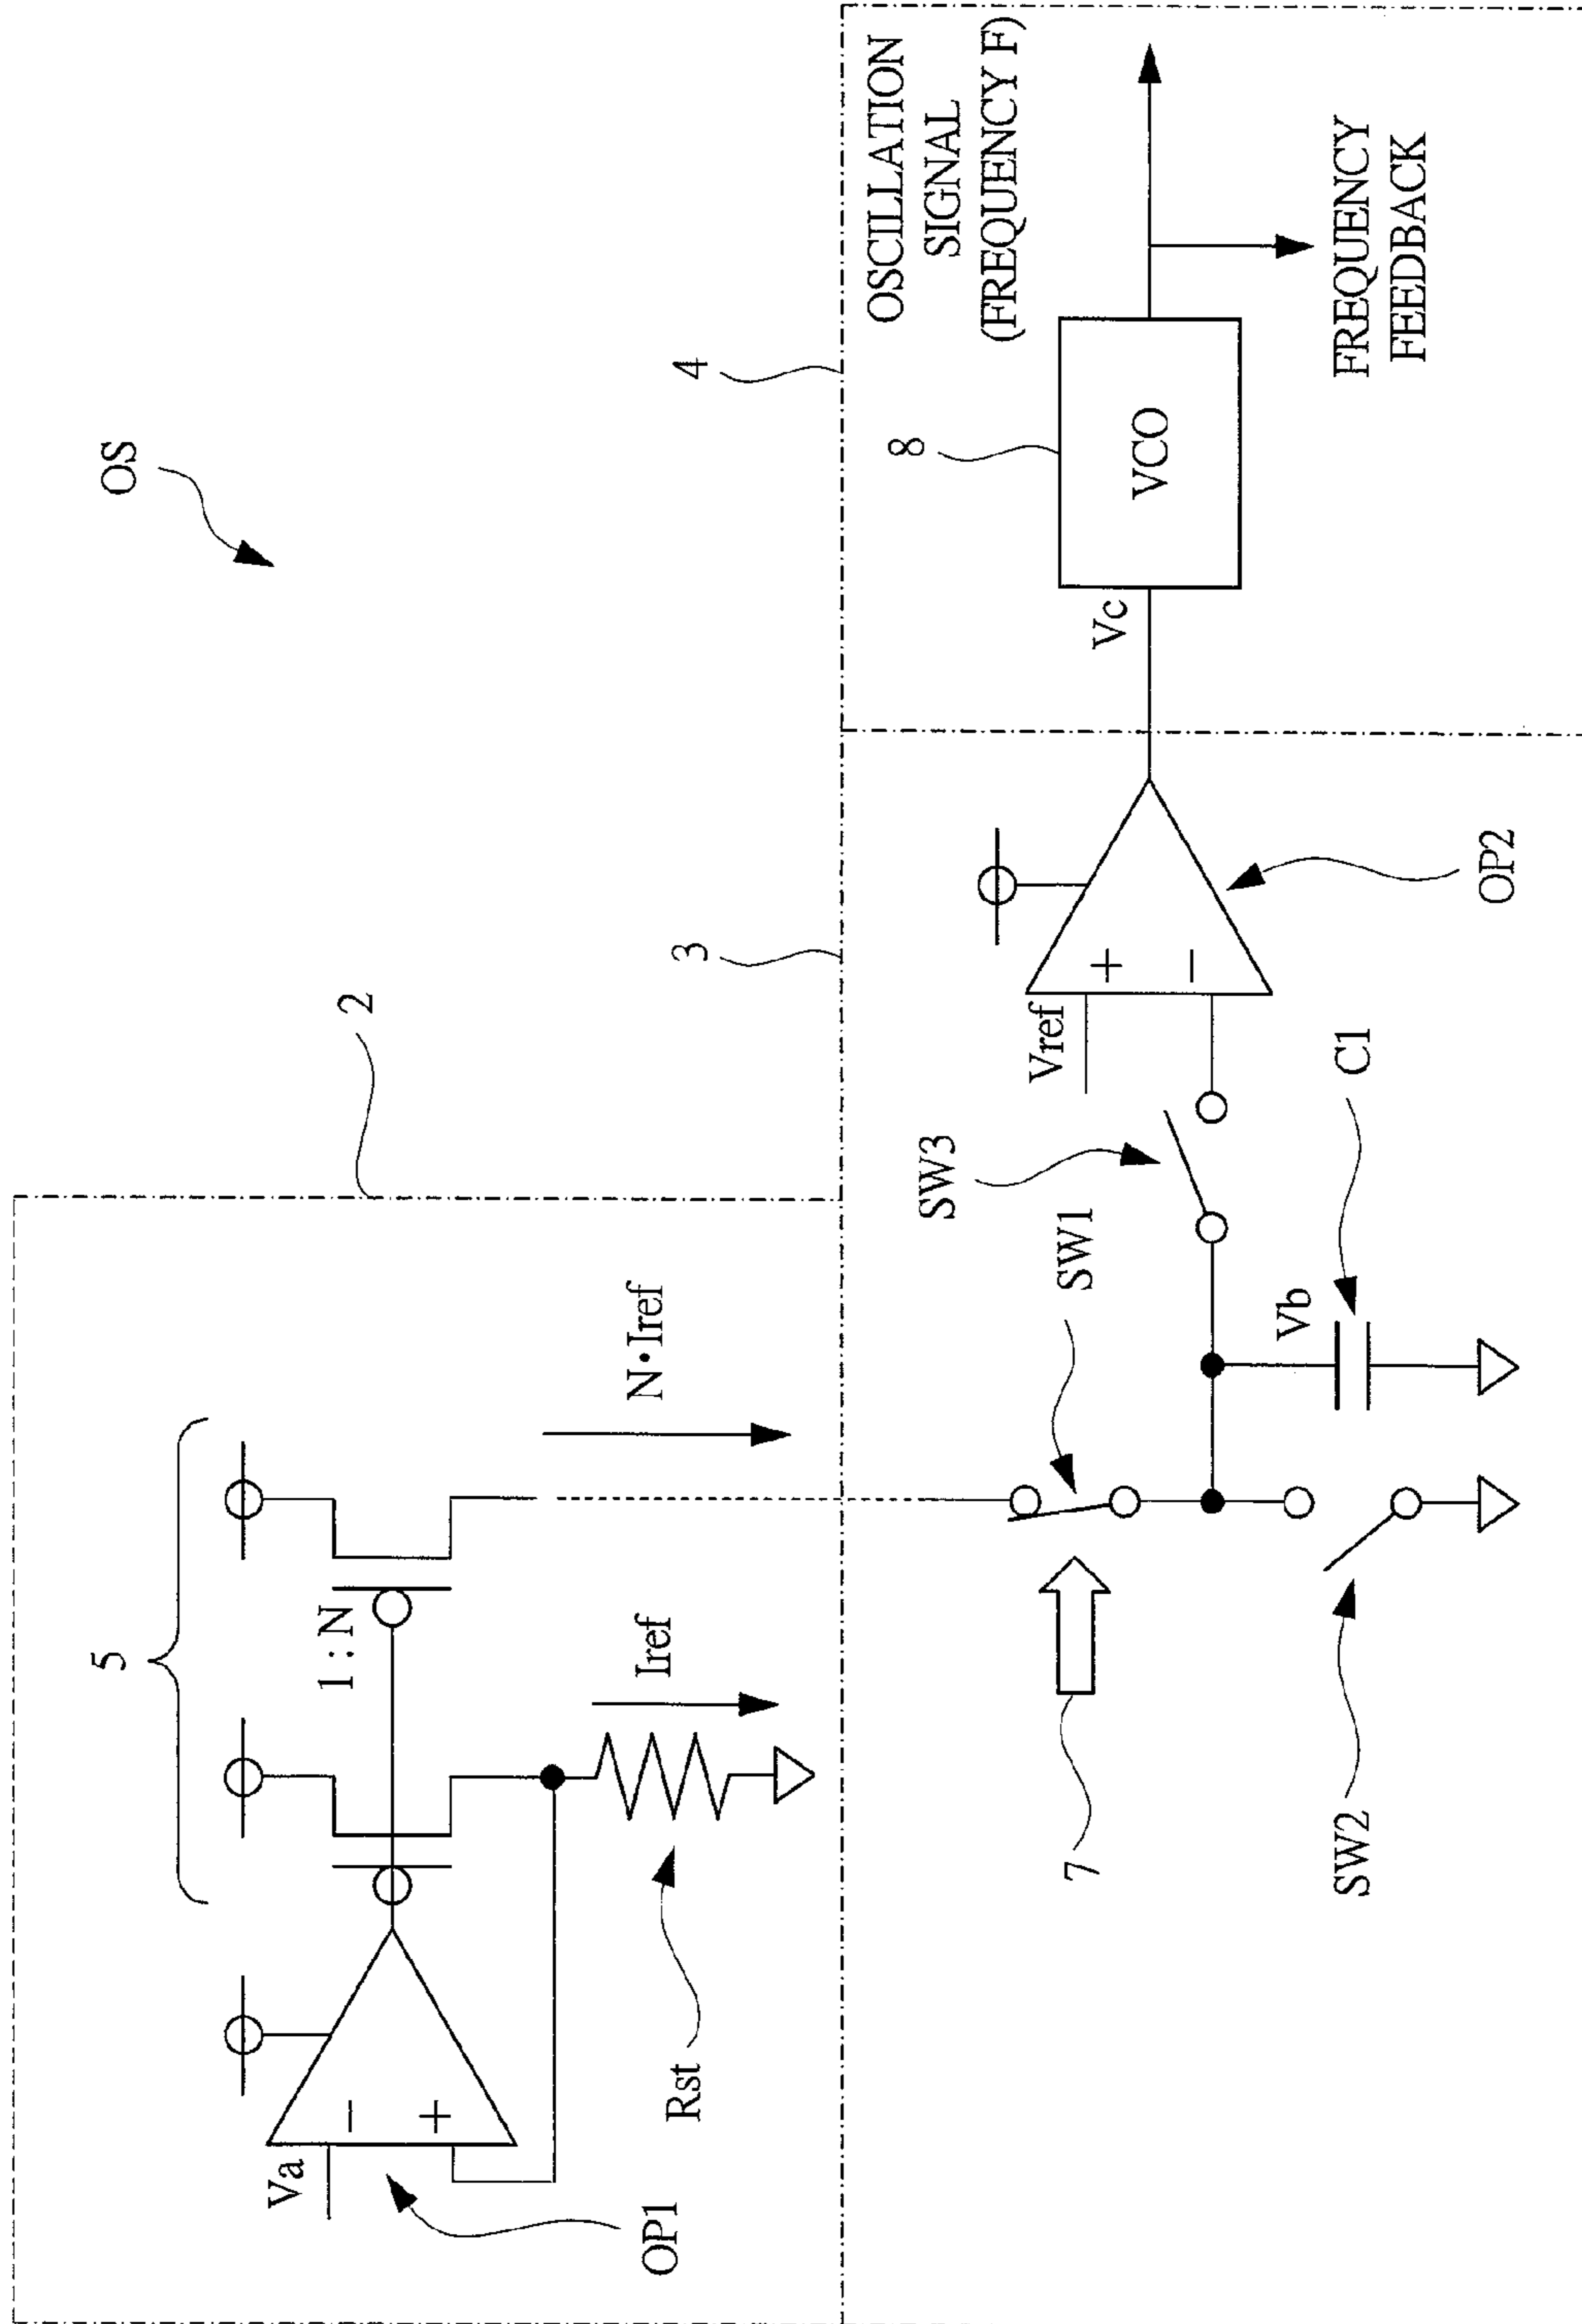 OS
2
5
1:N
N·Iref
Iref
Va
−
+
OP1
Rst
3
4
7
SW1
SW2
SW3
Vb
C1
Vref
+
−
OP2
Vc
8
VCO
OSCILLATION
SIGNAL
(FREQUENCY F)
FREQUENCY
FEEDBACK